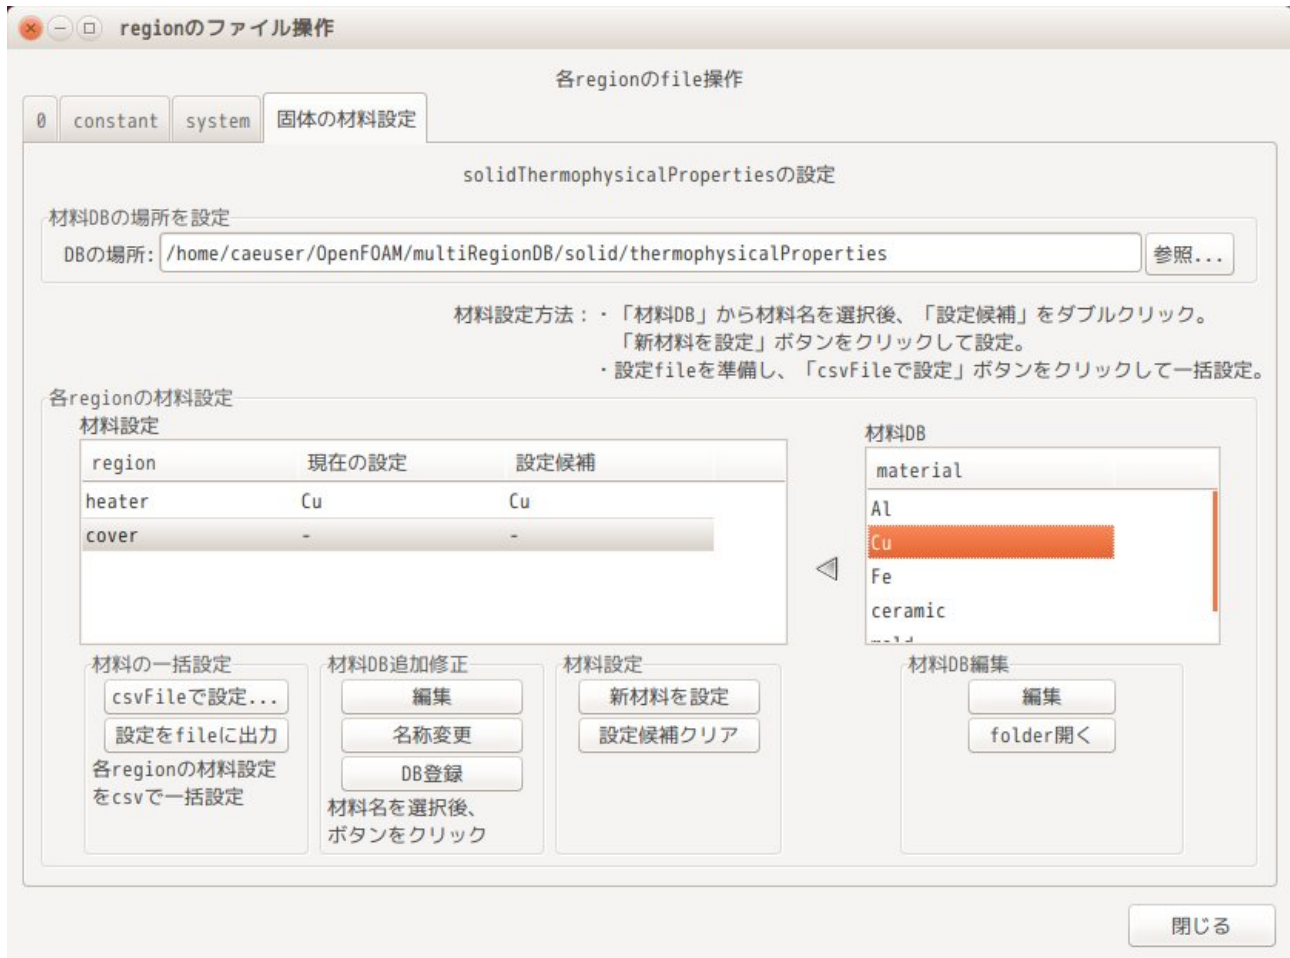 regionのファイル操作
各regionのfile操作
0 constant system 固体の材料設定
solidThermophysicalPropertiesの設定
材料DBの場所を設定
DBの場所: /home/caeuser/OpenFOAM/multiRegionDB/solid/thermophysicalProperties 参照...
材料設定方法：・「材料DB」から材料名を選択後、「設定候補」をダブルクリック。
「新材料を設定」ボタンをクリックして設定。
・設定fileを準備し、「csvFileで設定」ボタンをクリックして一括設定。
各regionの材料設定
材料設定
region 現在の設定 設定候補
heater Cu Cu
cover - -
材料DB
material
Al
Cu
Fe
ceramic
材料の一括設定
csvFileで設定...
設定をfileに出力
各regionの材料設定
をcsvで一括設定
材料DB追加修正
編集
名称変更
DB登録
材料名を選択後、
ボタンをクリック
材料設定
新材料を設定
設定候補クリア
材料DB編集
編集
folder開く
閉じる